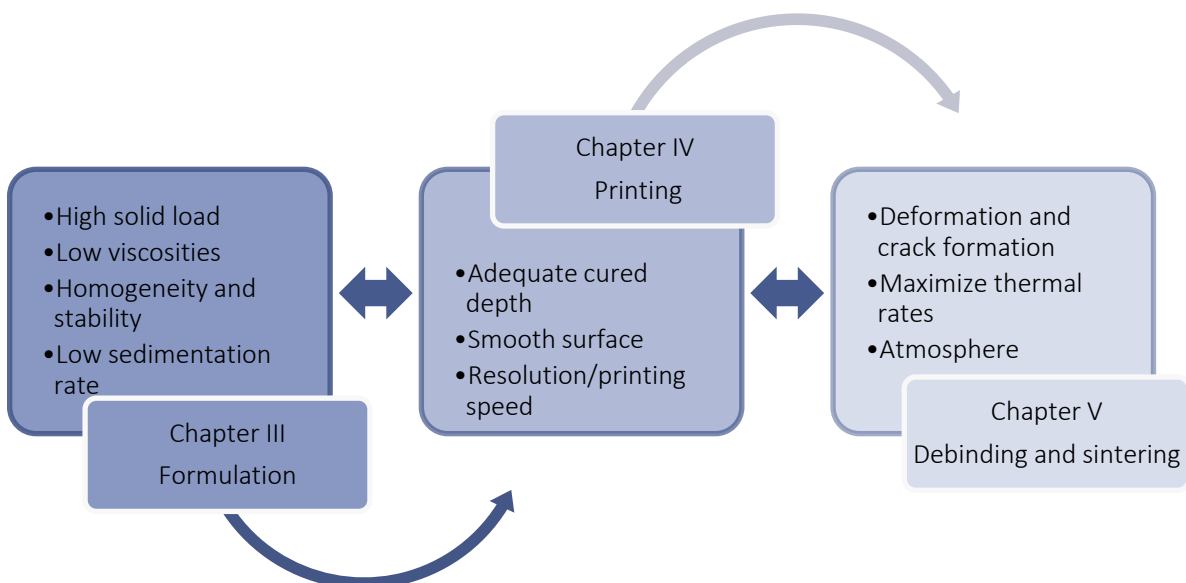 •High solid load
•Low viscosities
•Homogeneity and
stability
•Low sedimentation
rate
Chapter III
Formulation
Chapter IV
Printing
•Adequate cured
depth
•Smooth surface
•Resolution/printing
speed
•Deformation and
crack formation
•Maximize thermal
rates
•Atmosphere
Chapter V
Debinding and sintering